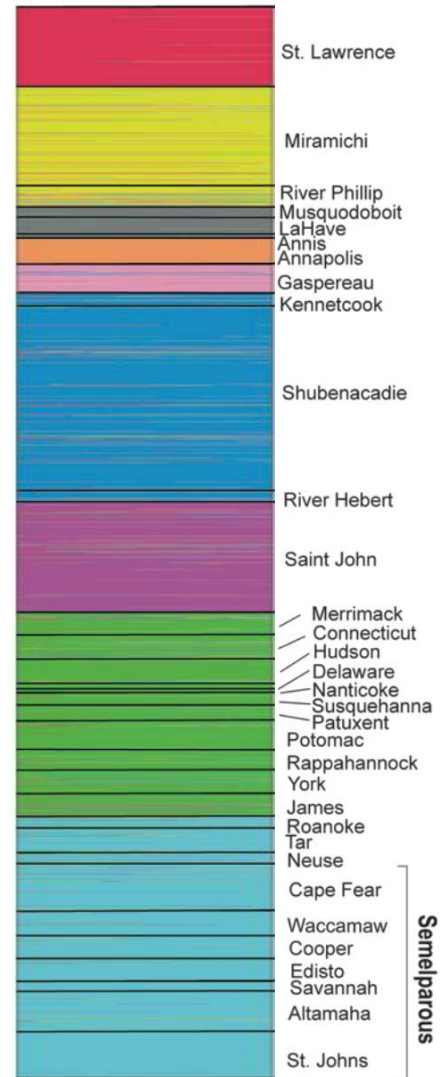 St. Lawrence
Miramichi
River Phillip
Musquodoboit
LaHave
Annis
Annapolis
Gaspereau
Kennetcook
Shubenacadie
River Hebert
Saint John
Merrimack
Connecticut
Hudson
Delaware
Nanticoke
Susquehanna
Patuxent
Potomac
Rappahannock
York
James
Roanoke
Tar
Neuse
Cape Fear
Waccamaw
Cooper
Edisto
Savannah
Altamaha
St. Johns
Semelparous